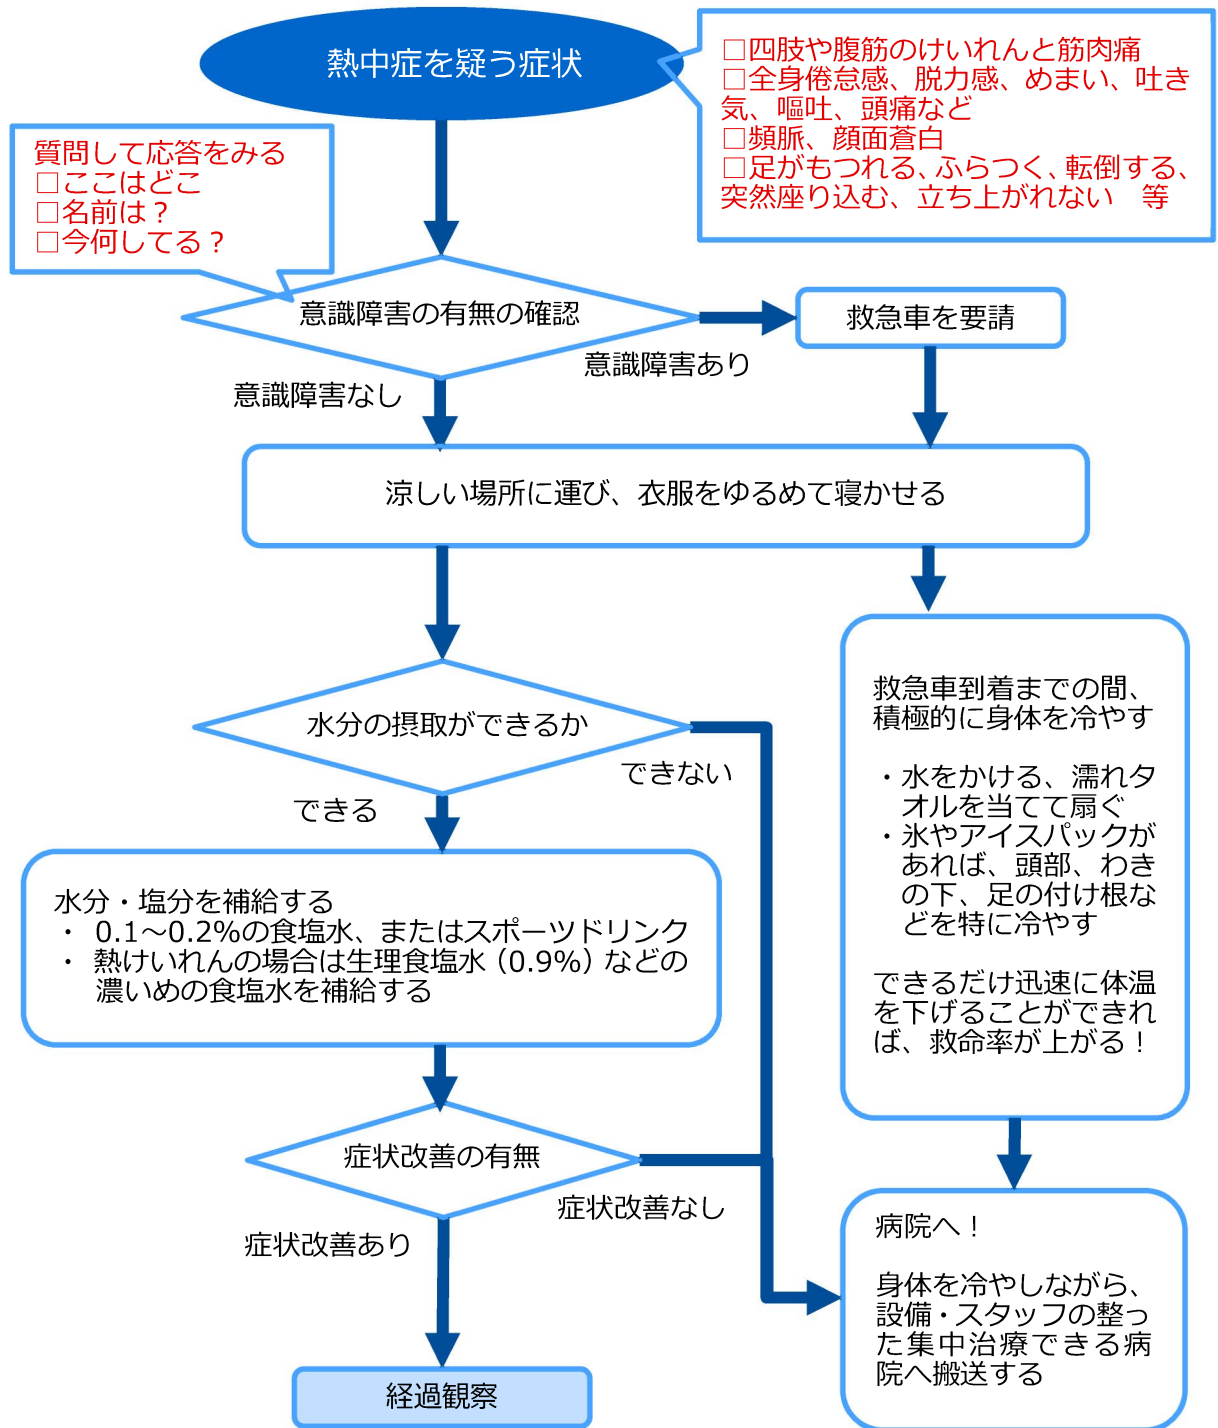 熱中症を疑う症状
□四肢や腹筋のけいれんと筋肉痛
□全身倦怠感、脱力感、めまい、吐き
気、嘔吐、頭痛など
□頻脈、顔面蒼白
□足がもつれる、ふらつく、転倒する、
突然座り込む、立ち上がれない　等
質問して応答をみる
□ここはどこ
□名前は？
□今何してる？
意識障害の有無の確認
救急車を要請
意識障害あり
意識障害なし
涼しい場所に運び、衣服をゆるめて寝かせる
水分の摂取ができるか
できない
できる
救急車到着までの間、
積極的に身体を冷やす
・水をかける、濡れタ
オルを当てて扇ぐ
・氷やアイスパックが
あれば、頭部、わき
の下、足の付け根な
どを特に冷やす
できるだけ迅速に体温
を下げることができれ
ば、救命率が上がる！
水分・塩分を補給する
・ 0.1～0.2%の食塩水、またはスポーツドリンク
・ 熱けいれんの場合は生理食塩水（0.9%）などの
濃いめの食塩水を補給する
症状改善の有無
症状改善なし
症状改善あり
病院へ！
身体を冷やしながら、
設備・スタッフの整っ
た集中治療できる病
院へ搬送する
経過観察